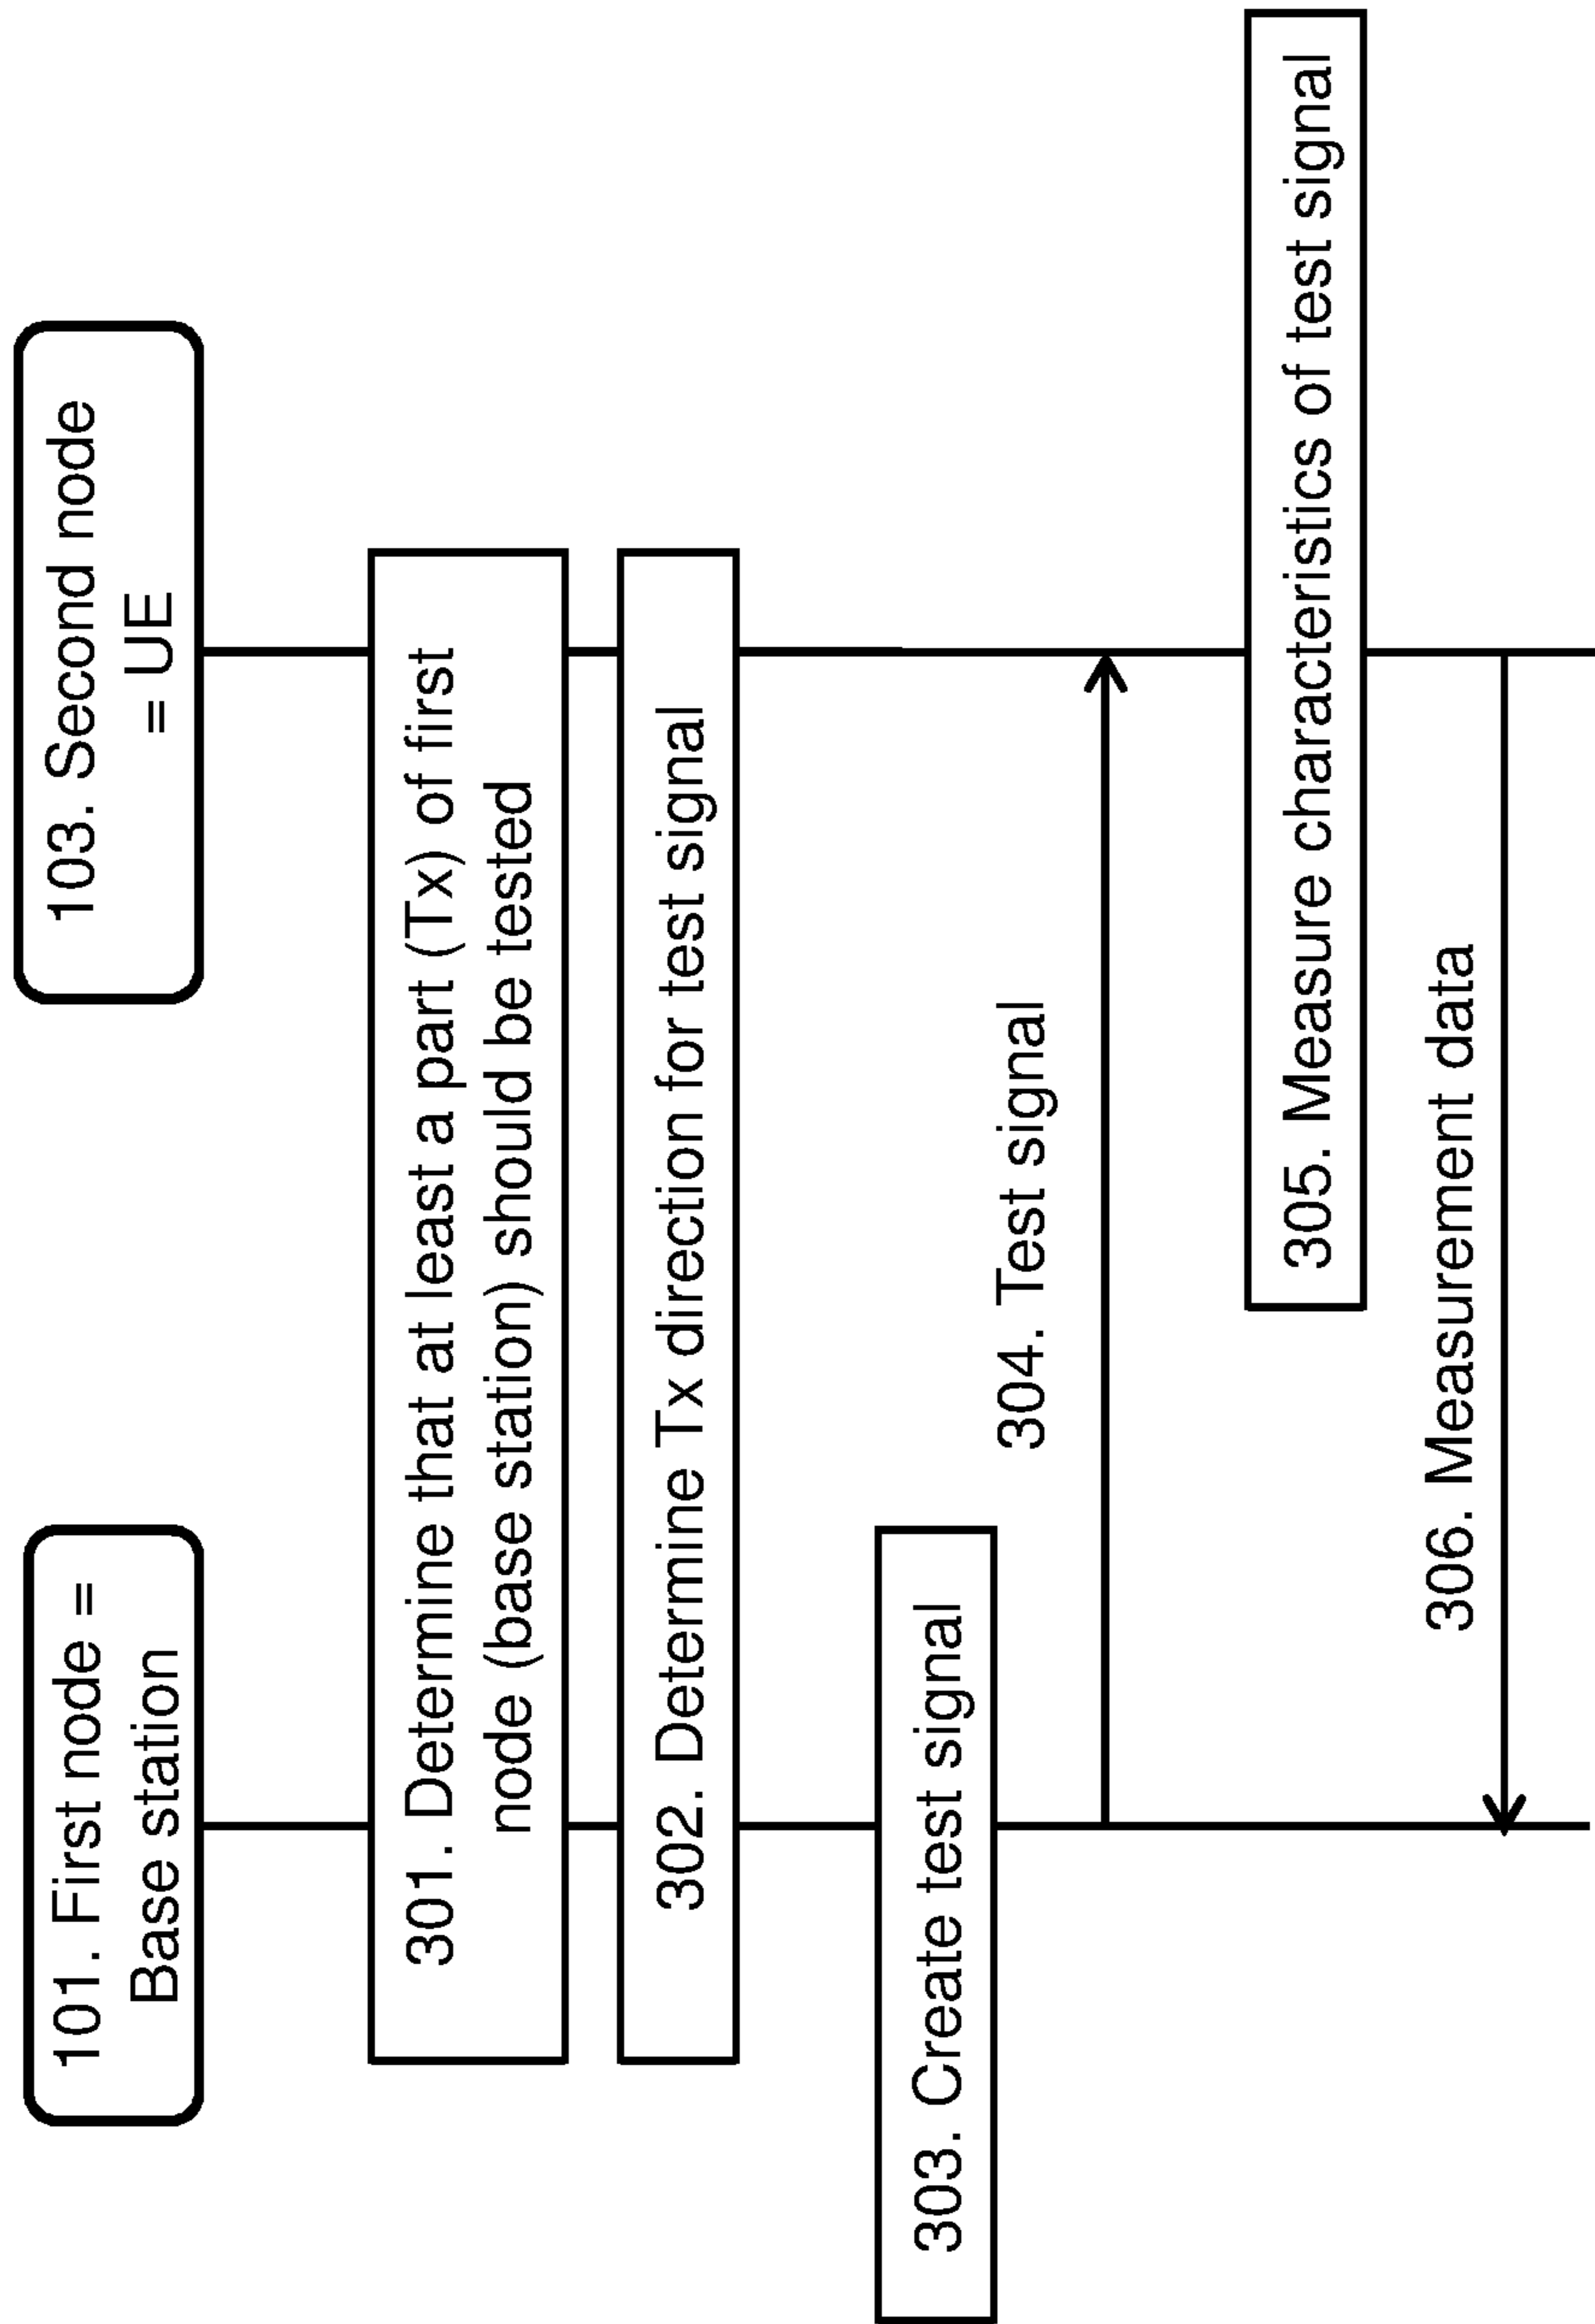 101. First node =
Base station
103. Second node
= UE
301. Determine that at least a part (Tx) of first
node (base station) should be tested
302. Determine Tx direction for test signal
303. Create test signal
304. Test signal
305. Measure characteristics of test signal
306. Measurement data